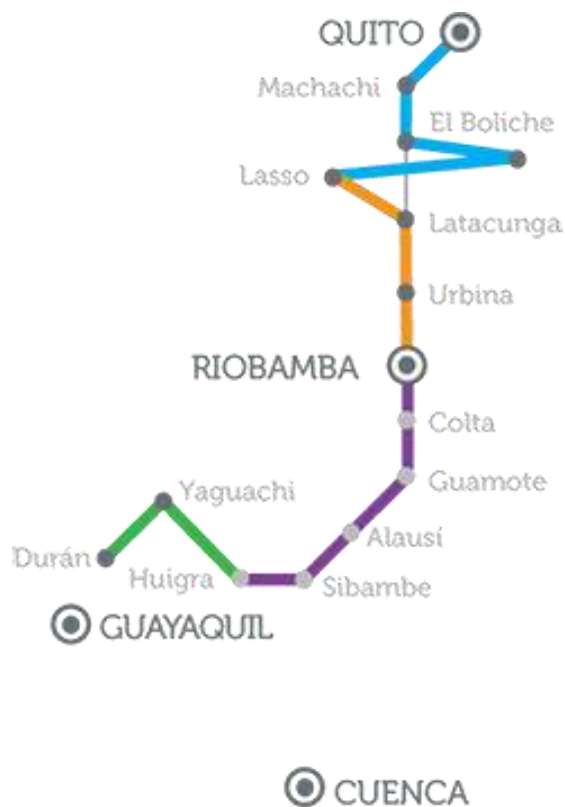 QUITO
Machachi
El Boliche
Lasso
Latacunga
Urbina
RIOBAMBA
Colta
Guamote
Yaguachi
Alausí
Durán
Huigra
Sibambe
GUAYAQUIL
CUENCA